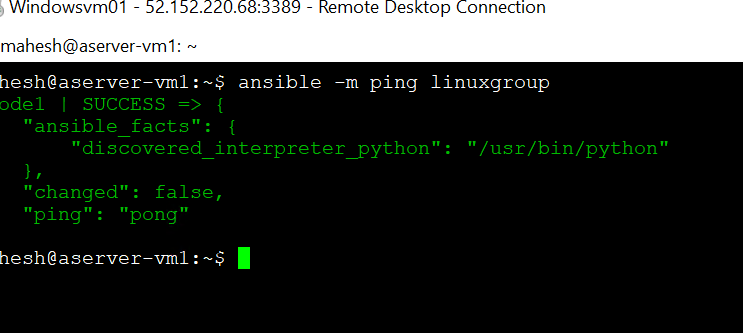 Windowsvm01 - 52.152.220.68:3389 - Remote Desktop Connection
mahesh@aserver-vm1: ~
hesh@aserver-vm1:~$ ansible -m ping linuxgroup
ode1 | SUCCESS => {
"ansible_facts": {
"discovered_interpreter_python": "/usr/bin/python"
},
"changed": false,
"ping": "pong"
hesh@aserver-vm1:~$